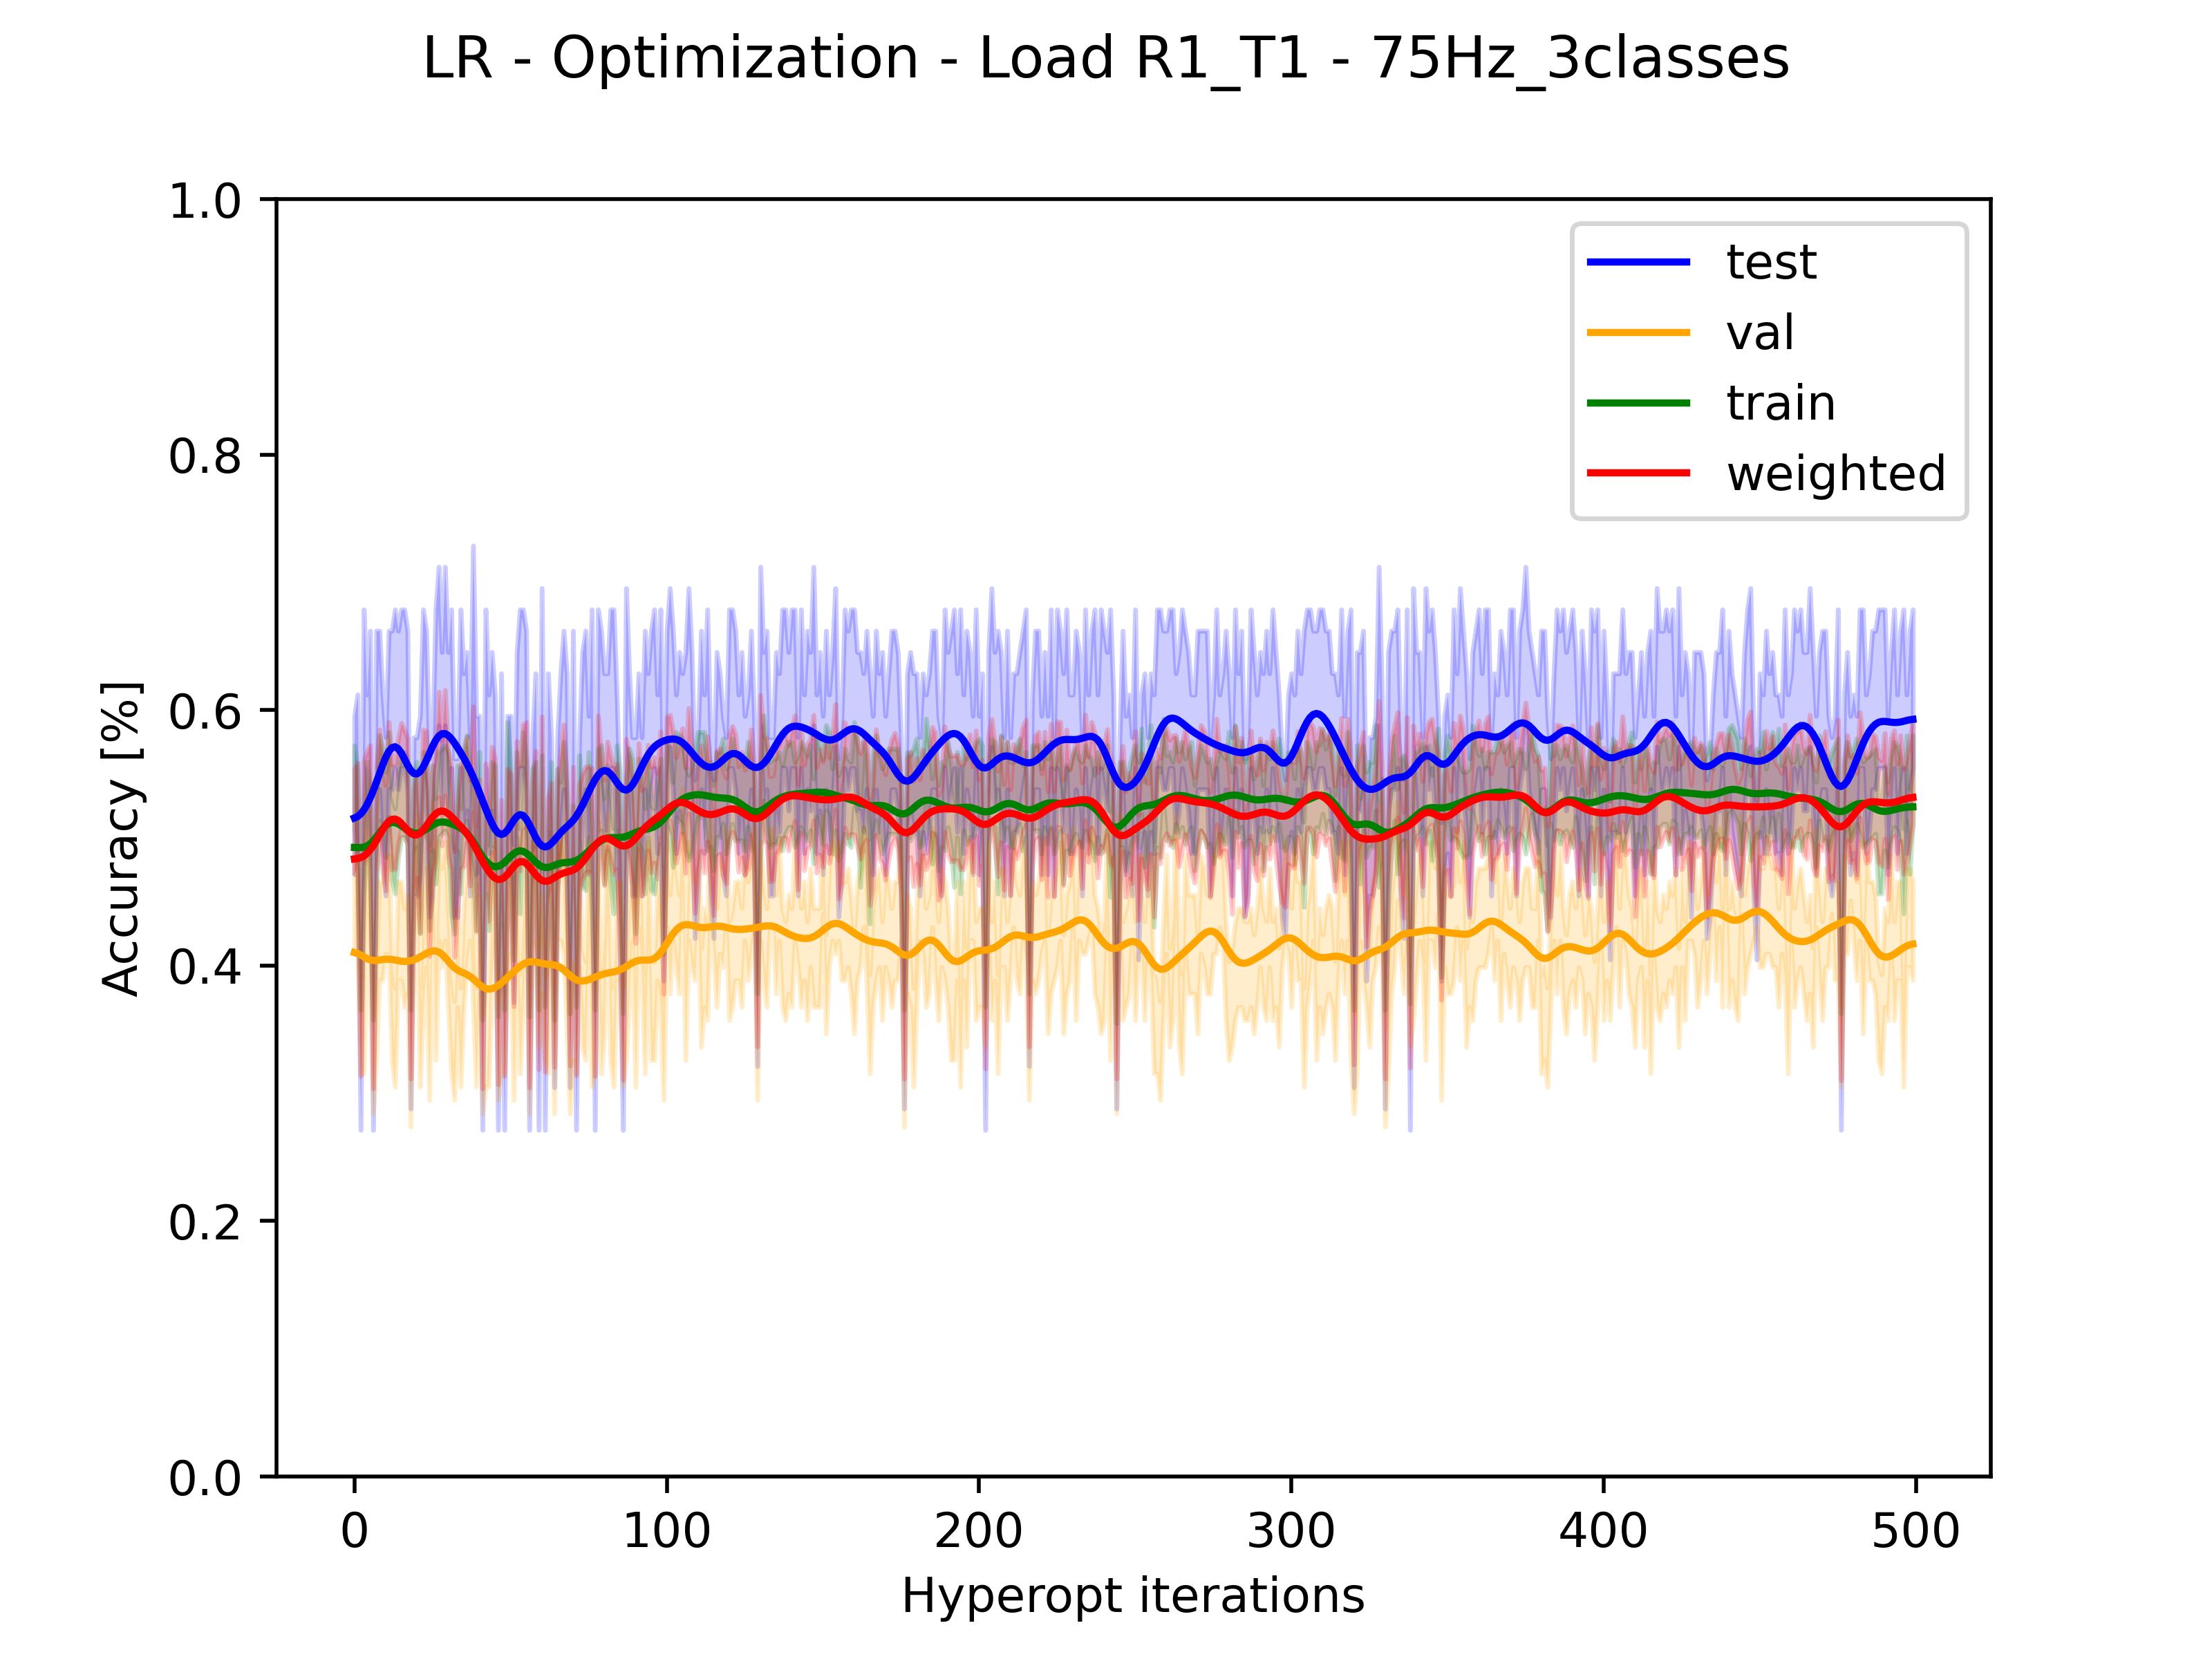 LR - Optimization - Load R1_T1 - 75Hz_3classes
1.0
0.8
0.6
0.4
0.2
0.0
Accuracy [%]
test
val
train
weighted
0 100 200 300 400 500
Hyperopt iterations